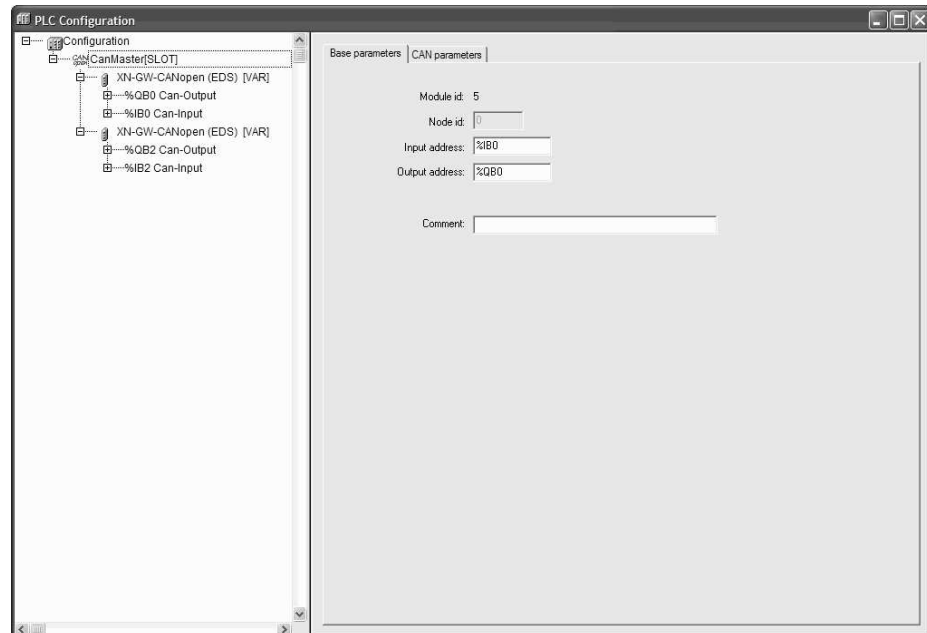 PLC Configuration
Configuration
CanMaster[SLOT]
XN-GW-CANopen (EDS) [VAR]
%QB0 Can-Output
%IB0 Can-Input
XN-GW-CANopen (EDS) [VAR]
%QB2 Can-Output
%IB2 Can-Input
Base parameters
CAN parameters
Module id: 5
Node id: 0
Input address: %IB0
Output address: %QB0
Comment: